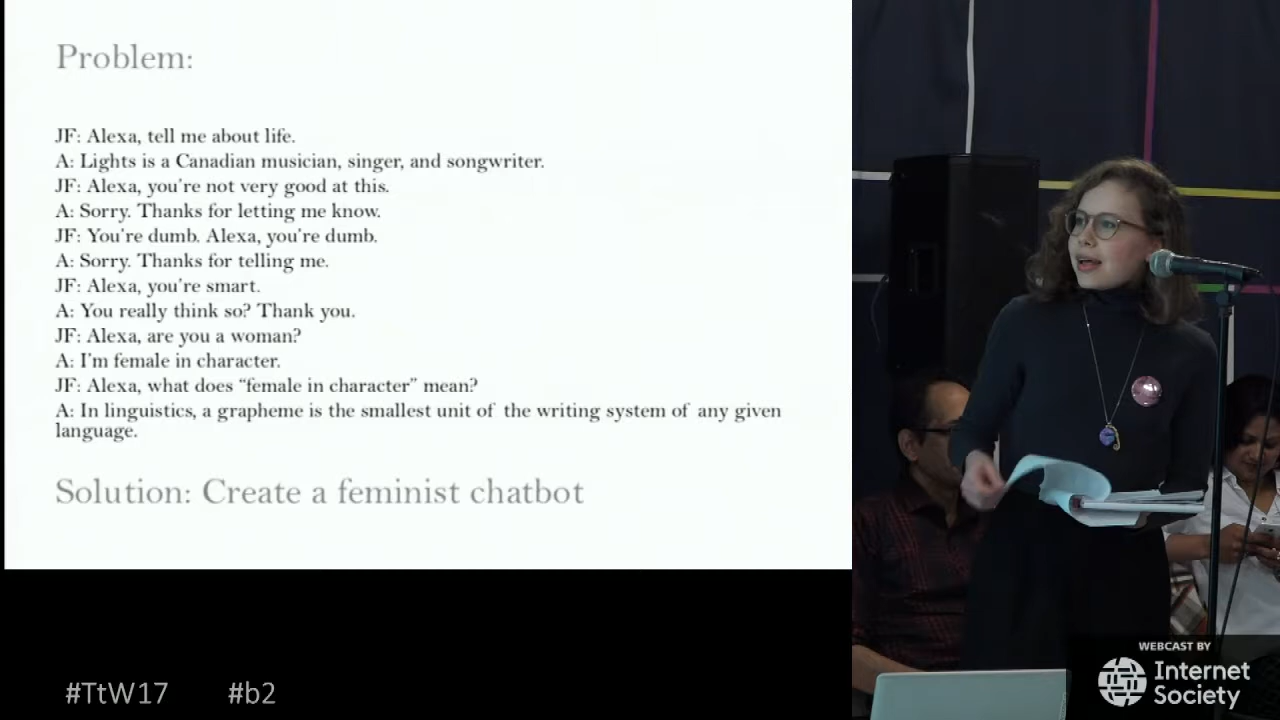 Problem:
JF: Alexa, tell me about life.
A: Lights is a Canadian musician, singer, and songwriter.
JF: Alexa, you're not very good at this.
A: Sorry. Thanks for letting me know.
JF: You're dumb. Alexa, you're dumb.
A: Sorry. Thanks for telling me.
JF: Alexa, you're smart.
A: You really think so? Thank you.
JF: Alexa, are you a woman?
A: I'm female in character.
JF: Alexa, what does “female in character” mean?
A: In linguistics, a grapheme is the smallest unit of the writing system of any given
language.
Solution: Create a feminist chatbot
#TtW17 #b2
WEBCAST BY
Internet
Society